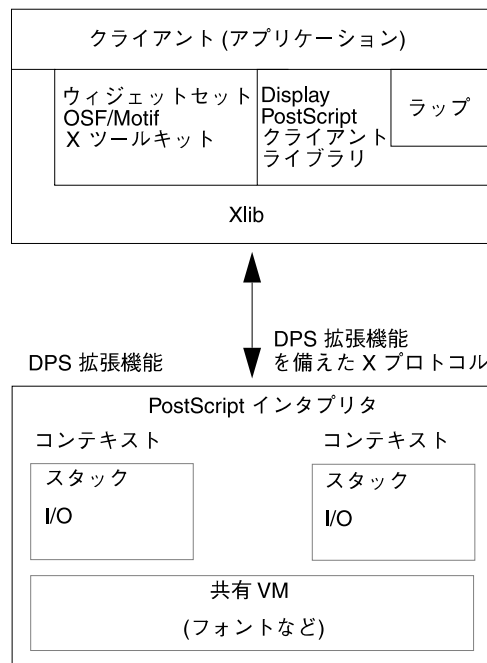 クライアント (アプリケーション)
ウィジェットセット
OSF/Motif
X ツールキット
Display
PostScript
クライアント
ライブラリ
ラップ
Xlib
DPS 拡張機能
DPS 拡張機能
を備えた X プロトコル
PostScript インタプリタ
コンテキスト
スタック
I/O
コンテキスト
スタック
I/O
共有 VM
(フォントなど)